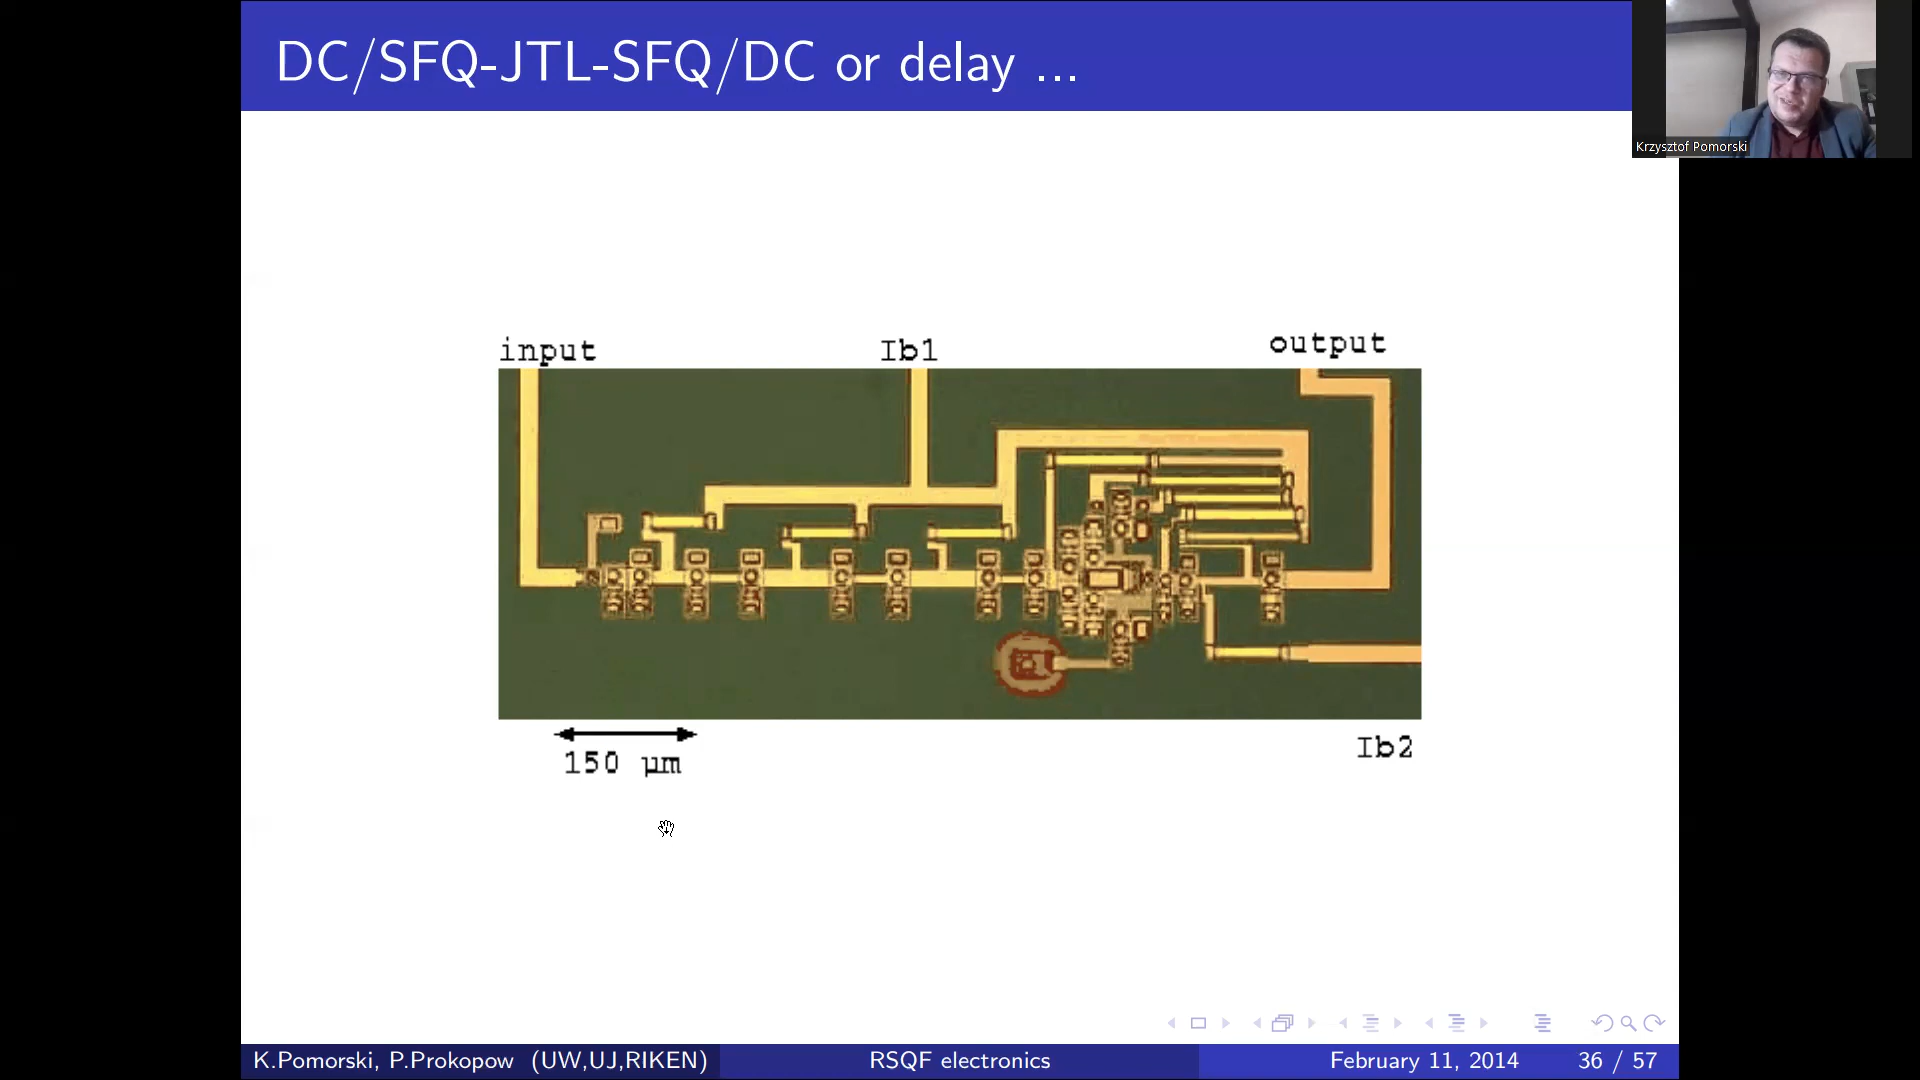 DC/SFQ-JTL-SFQ/DC or delay ...
Krzysztof Pomorski
input Ib1 output
150 µm
Ib2
K.Pomorski, P.Prokopow (UW,UJ,RIKEN) RSQF electronics February 11, 2014 36 / 57